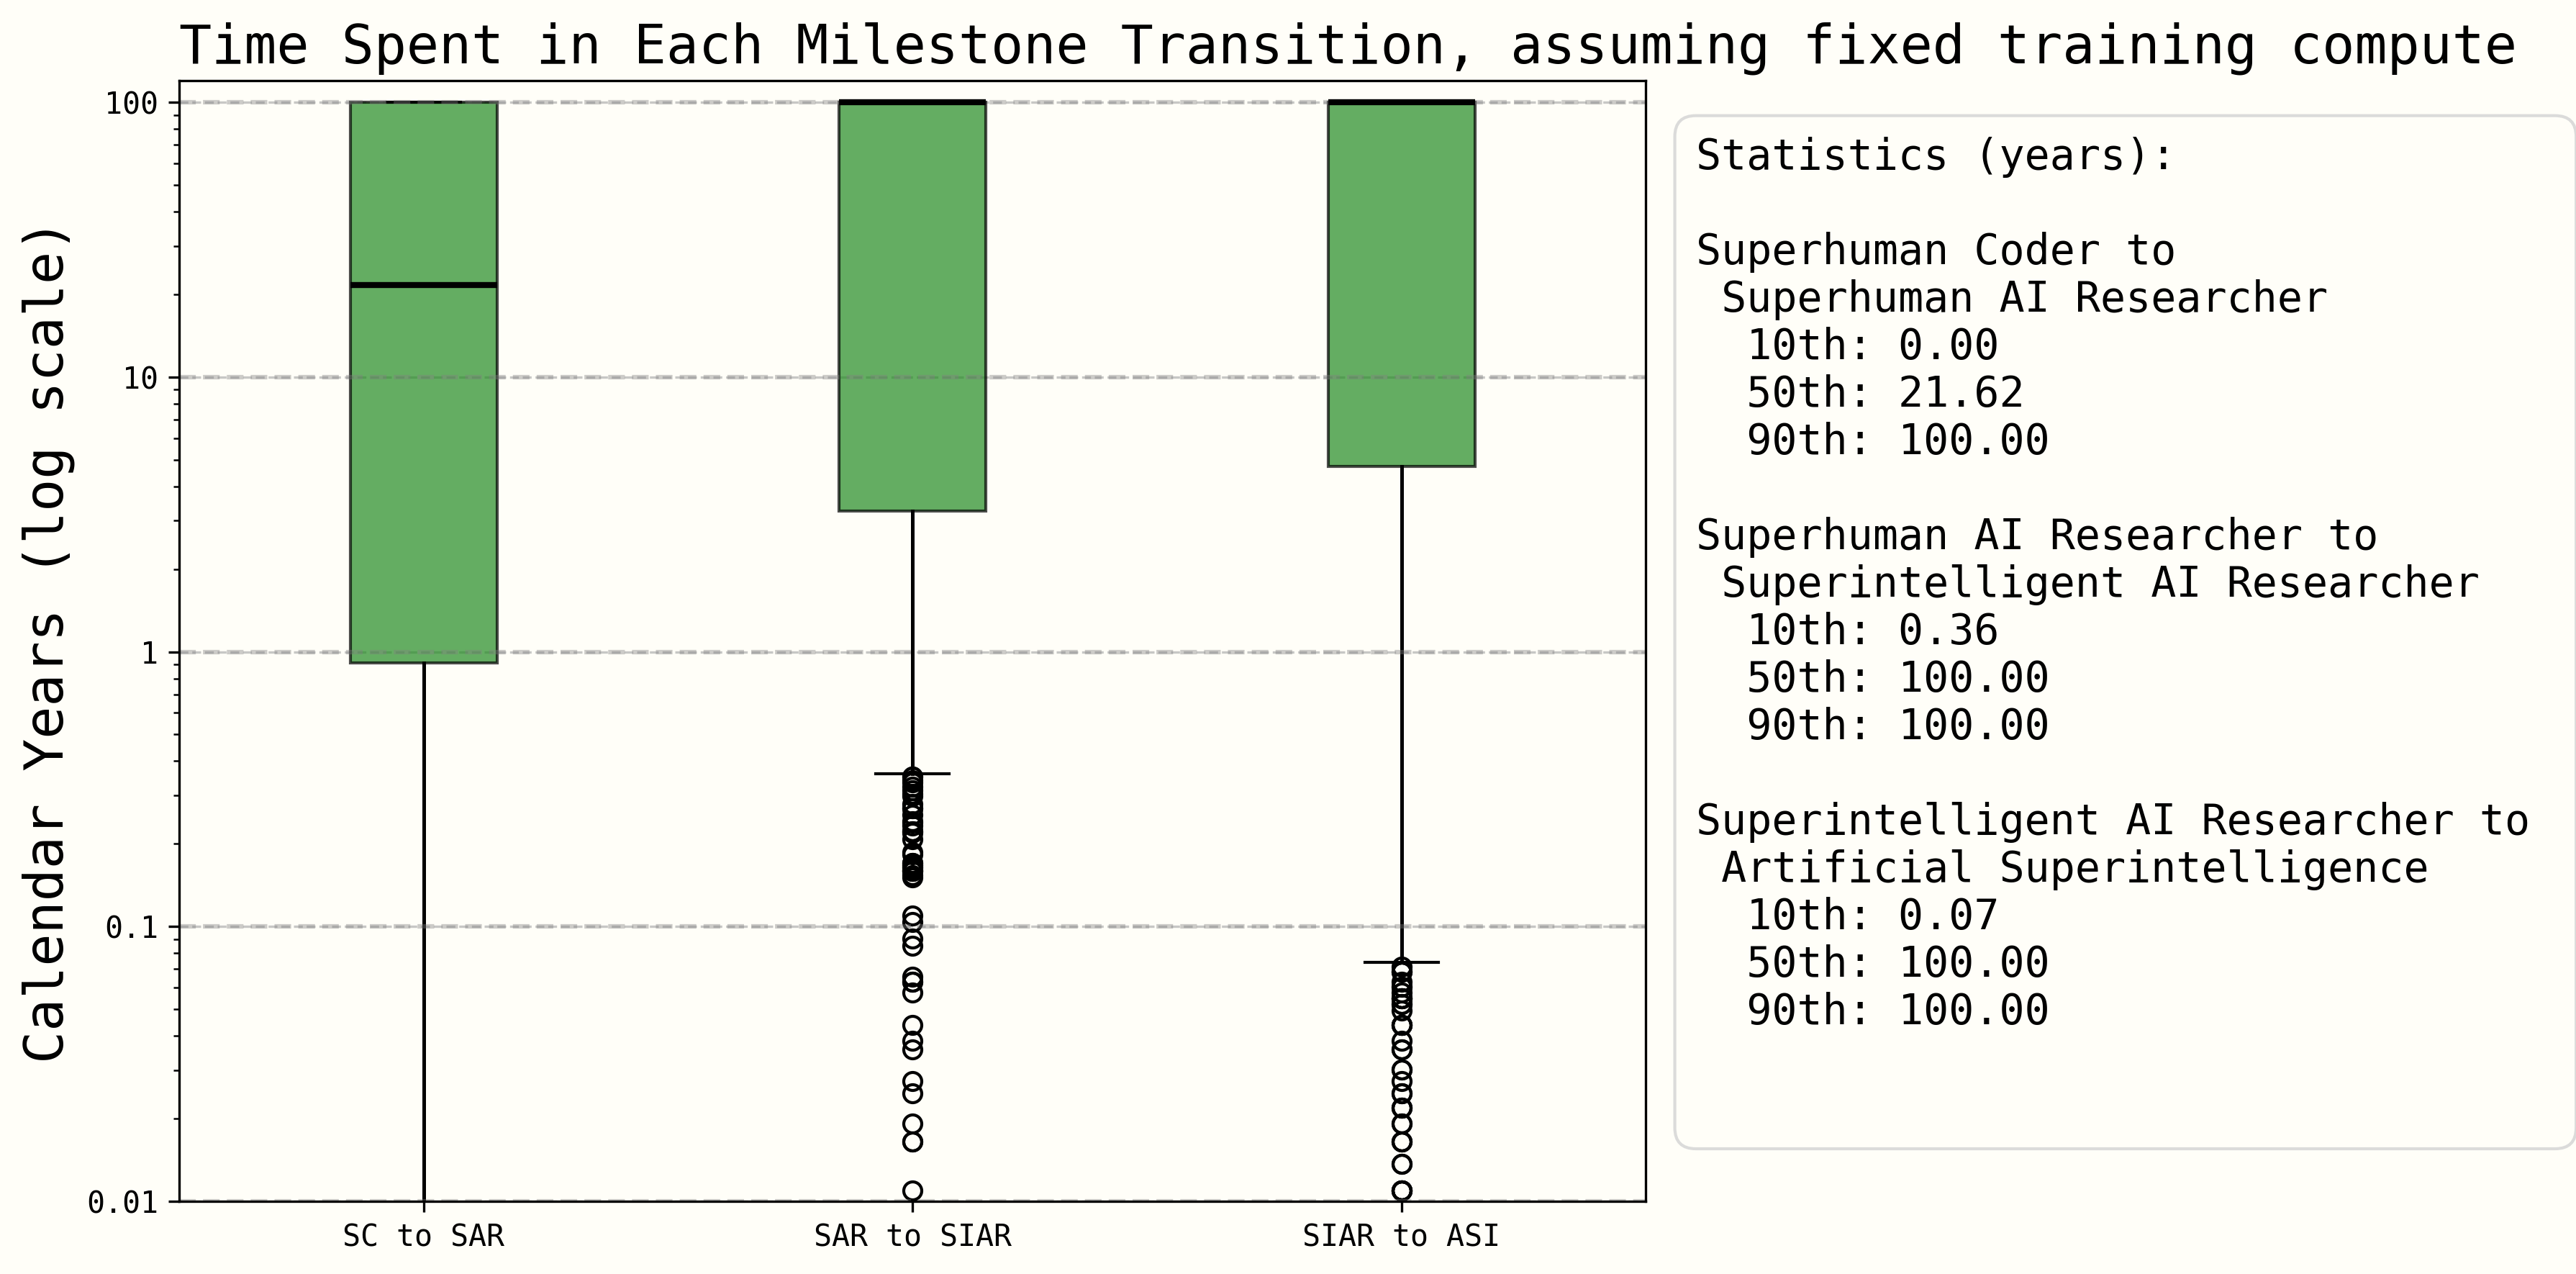 Time Spent in Each Milestone Transition, assuming fixed training compute
Calendar Years (log scale)
100
10
1
0.1
0.01
SC to SAR
SAR to SIAR
SIAR to ASI
Statistics (years):
Superhuman Coder to
Superhuman AI Researcher
10th: 0.00
50th: 21.62
90th: 100.00
Superhuman AI Researcher to
Superintelligent AI Researcher
10th: 0.36
50th: 100.00
90th: 100.00
Superintelligent AI Researcher to
Artificial Superintelligence
10th: 0.07
50th: 100.00
90th: 100.00